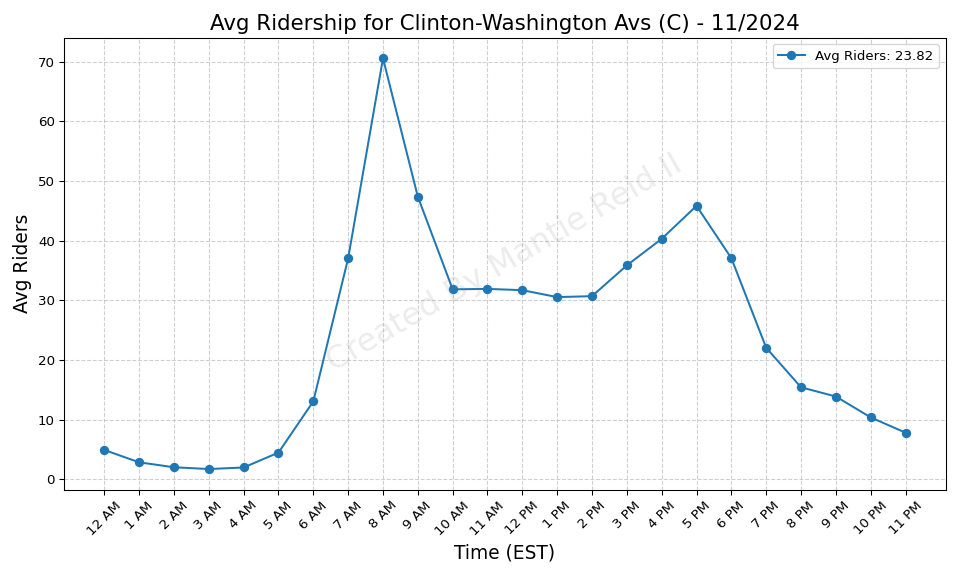 Avg Ridership for Clinton-Washington Avs (C) - 11/2024
Avg Riders: 23.82
Avg Riders
70
60
50
40
30
20
10
0
Created By Mantie Reid II
12 AM
1 AM
2 AM
3 AM
4 AM
5 AM
6 AM
7 AM
8 AM
9 AM
10 AM
11 AM
12 PM
1 PM
2 PM
3 PM
4 PM
5 PM
6 PM
7 PM
8 PM
9 PM
10 PM
11 PM
Time (EST)